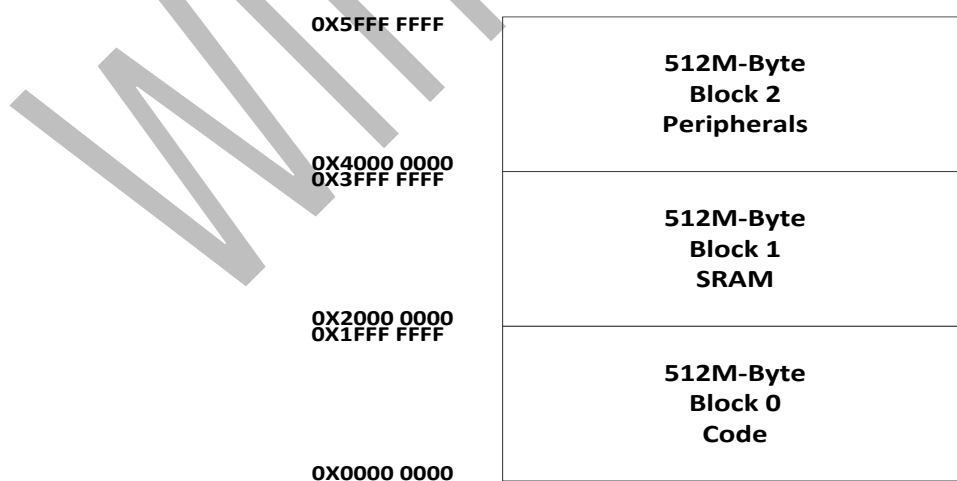 0X5FFF FFFF
512M-Byte
Block 2
Peripherals
0X4000 0000
0X3FFF FFFF
512M-Byte
Block 1
SRAM
0X2000 0000
0X1FFF FFFF
512M-Byte
Block 0
Code
0X0000 0000